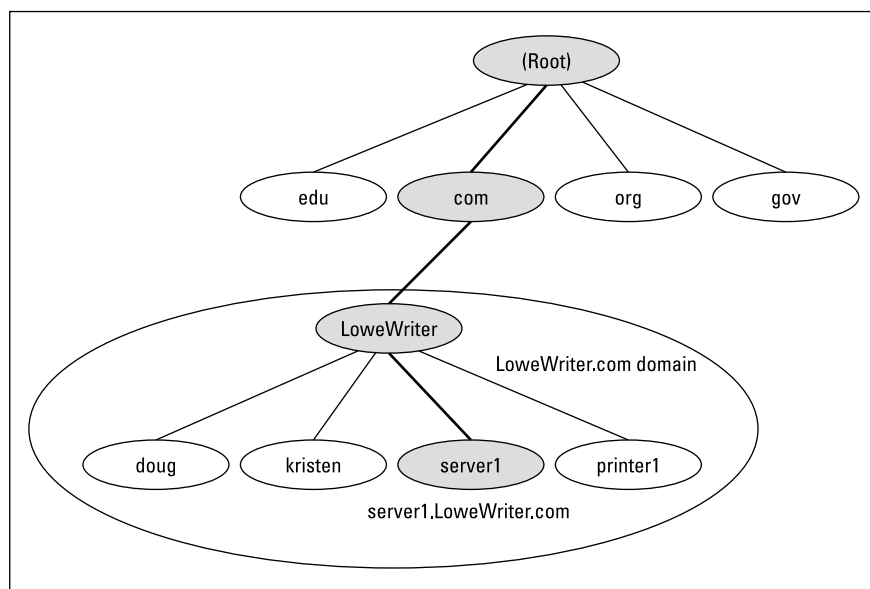 (Root)
edu
com
org
gov
LoweWriter
LoweWriter.com domain
doug
kristen
server1
printer1
server1.LoweWriter.com